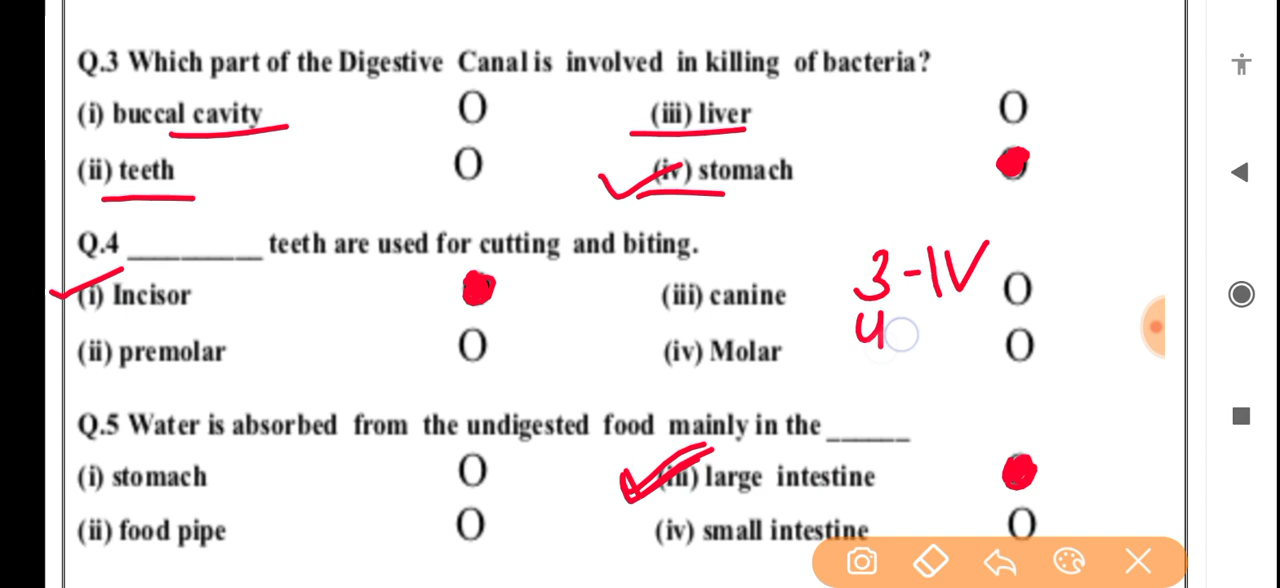 Q.3 Which part of the Digestive Canal is involved in killing of bacteria?
(i) buccal cavity O (iii) liver O
(ii) teeth O (iv) stomach
Q.4 _________ teeth are used for cutting and biting.
(i) Incisor (iii) canine 3-IV O
(ii) premolar O (iv) Molar 4 O
Q.5 Water is absorbed from the undigested food mainly in the ______
(i) stomach O (iii) large intestine
(ii) food pipe O (iv) small intestine O